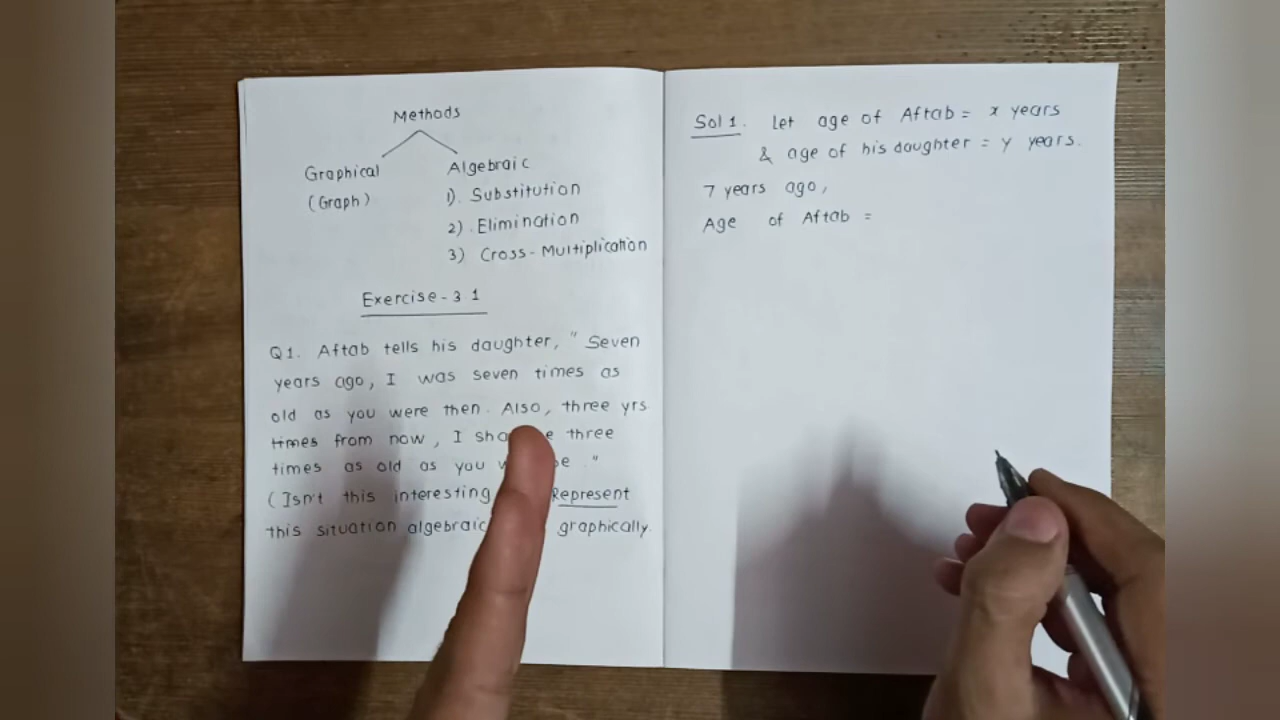 Methods
Graphical
(Graph)
Algebraic
1). Substitution
2). Elimination
3) Cross-Multiplication
Exercise-3 1
Q1. Aftab tells his daughter, "Seven
years ago, I was seven times as
old as you were then. Also, three yrs.
times from now, I three
times as old as you "
(Isn't this interesting Represent
this situation graphically.
Sol 1. Let age of Aftab = x years
& age of his daughter = y years.
7 years ago,
Age of Aftab =